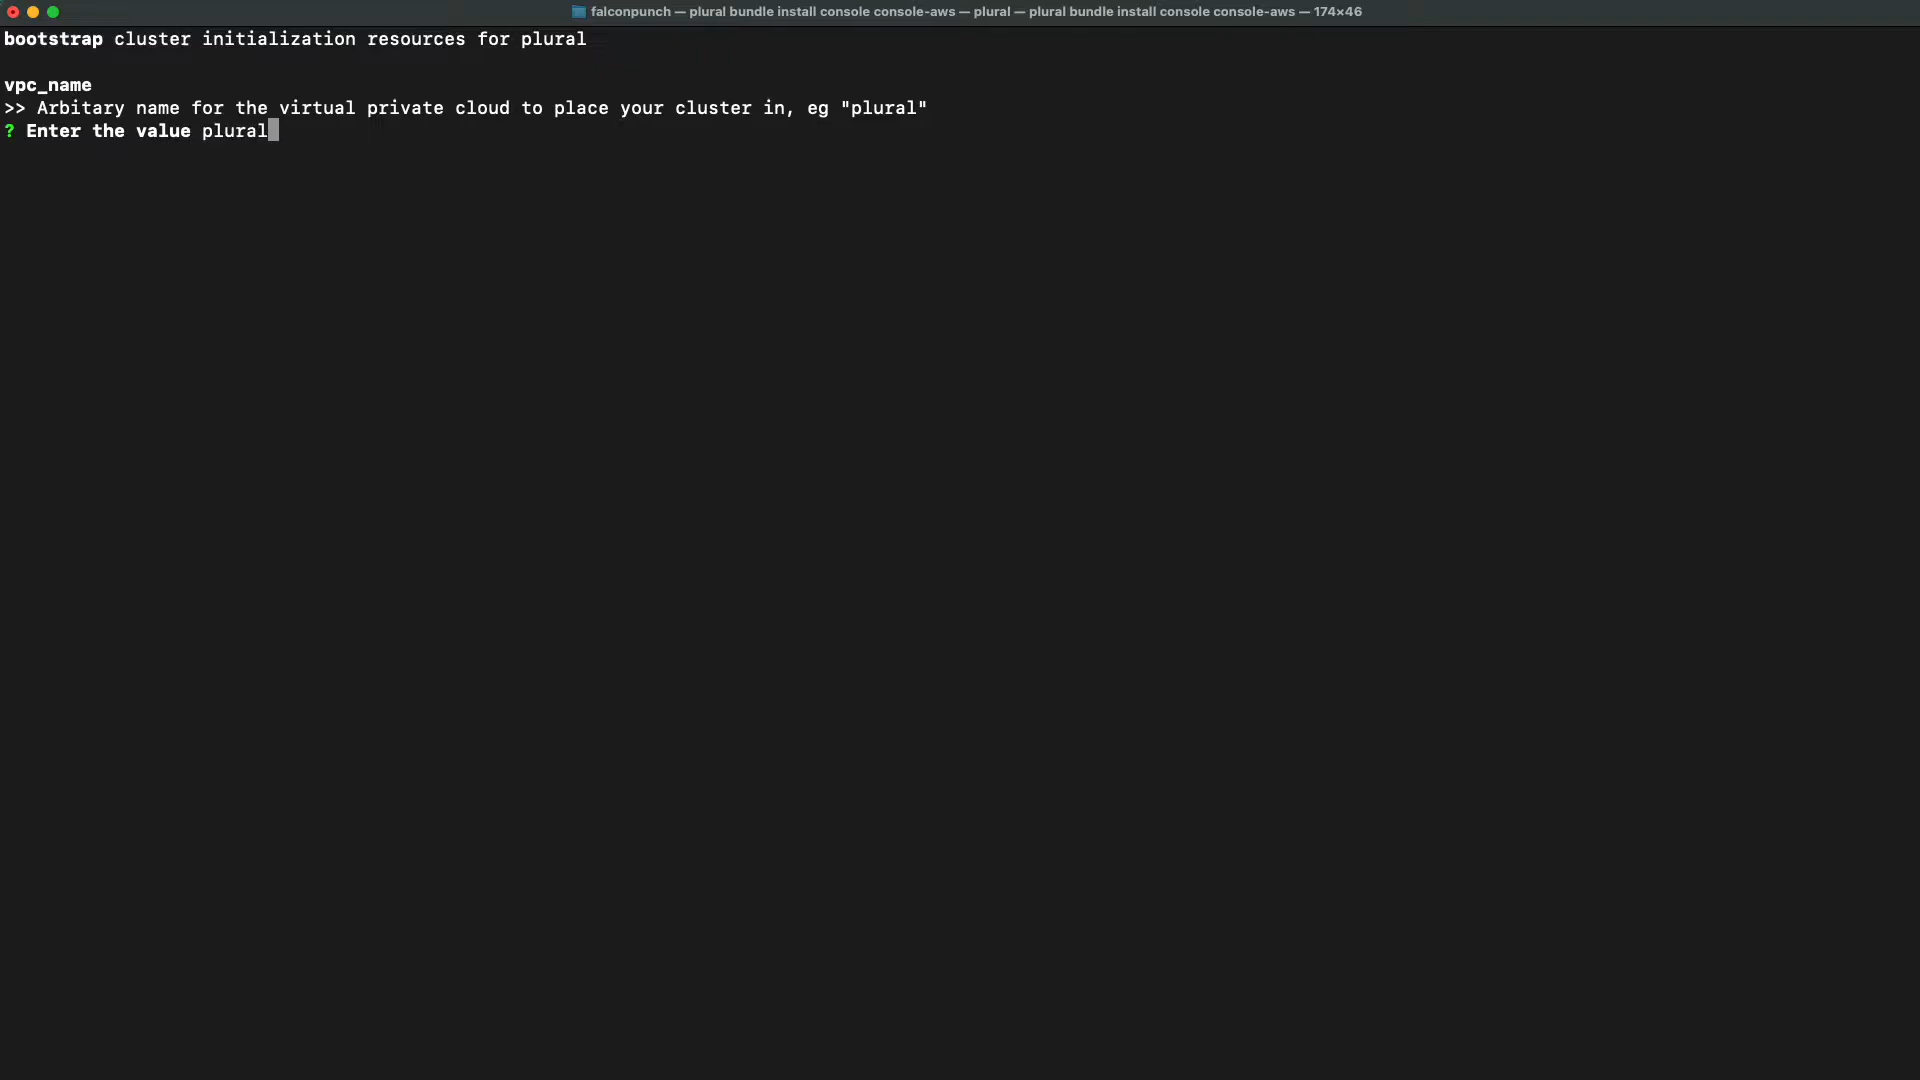 falconpunch — plural bundle install console console-aws — plural — plural bundle install console console-aws — 174×46
bootstrap cluster initialization resources for plural
vpc_name
>> Arbitary name for the virtual private cloud to place your cluster in, eg "plural"
? Enter the value plural